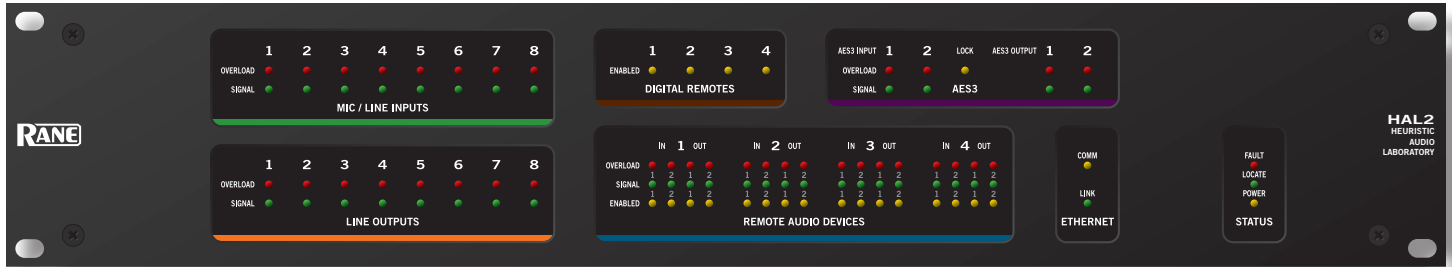 RANE
1 2 3 4 5 6 7 8
OVERLOAD
SIGNAL
MIC / LINE INPUTS
1 2 3 4 5 6 7 8
OVERLOAD
SIGNAL
LINE OUTPUTS
1 2 3 4
ENABLED
DIGITAL REMOTES
AES3 INPUT 1 2 LOCK AES3 OUTPUT 1 2
OVERLOAD
SIGNAL AES3
IN 1 OUT IN 2 OUT IN 3 OUT IN 4 OUT
OVERLOAD
1 2 1 2 1 2 1 2 1 2 1 2 1 2 1 2
SIGNAL
1 2 1 2 1 2 1 2 1 2 1 2 1 2 1 2
ENABLED
REMOTE AUDIO DEVICES
COMM
LINK
ETHERNET
FAULT
LOCATE
POWER
STATUS
HAL2
HEURISTIC
AUDIO
LABORATORY